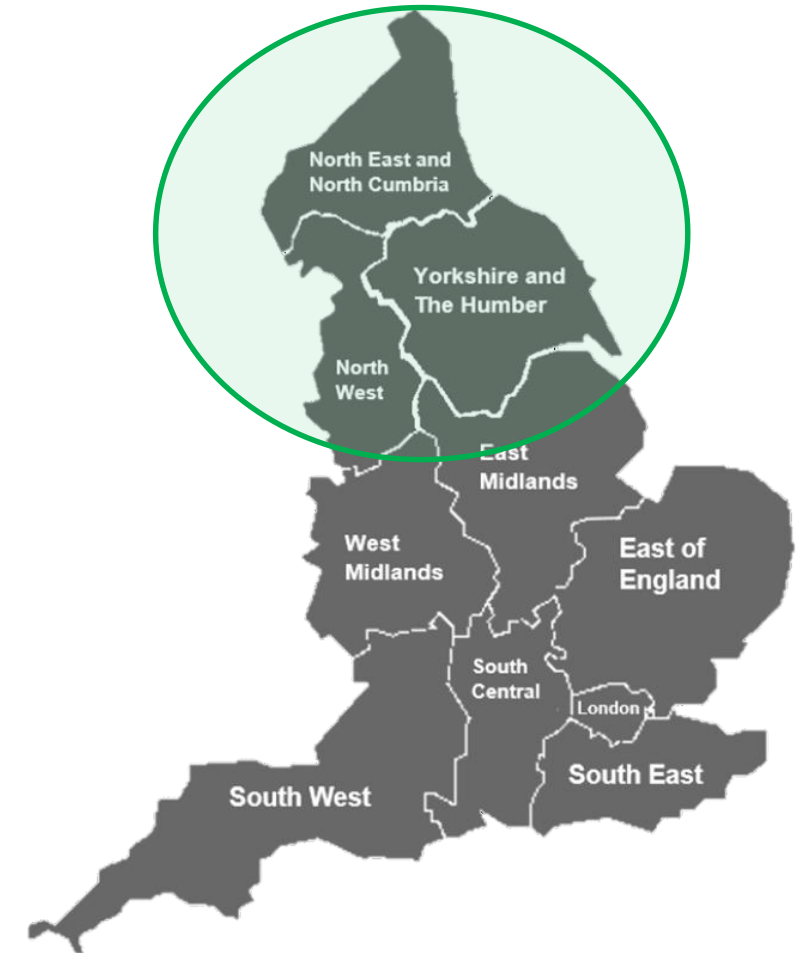 North East and
North Cumbria
Yorkshire and
The Humber
North
West
East
Midlands
West
Midlands
East of
England
South
Central
London
South East
South West